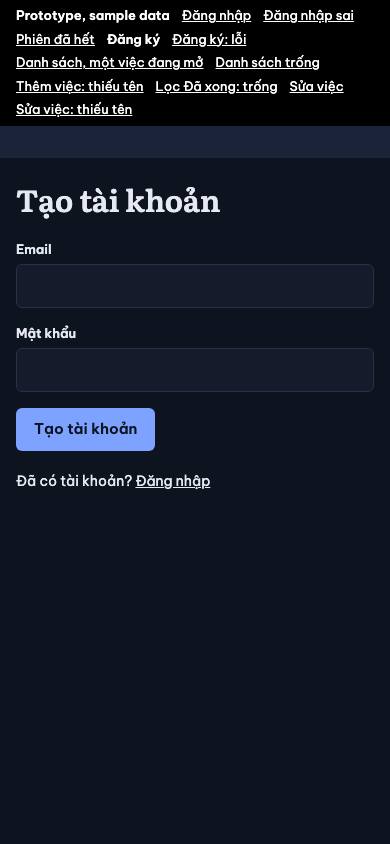 Prototype, sample data Đăng nhập Đăng nhập sai
Phiên đã hết Đăng ký Đăng ký: lỗi
Danh sách, một việc đang mở Danh sách trống
Thêm việc: thiếu tên Lọc Đã xong: trống Sửa việc
Sửa việc: thiếu tên
Tạo tài khoản
Email
Mật khẩu
Tạo tài khoản
Đã có tài khoản? Đăng nhập